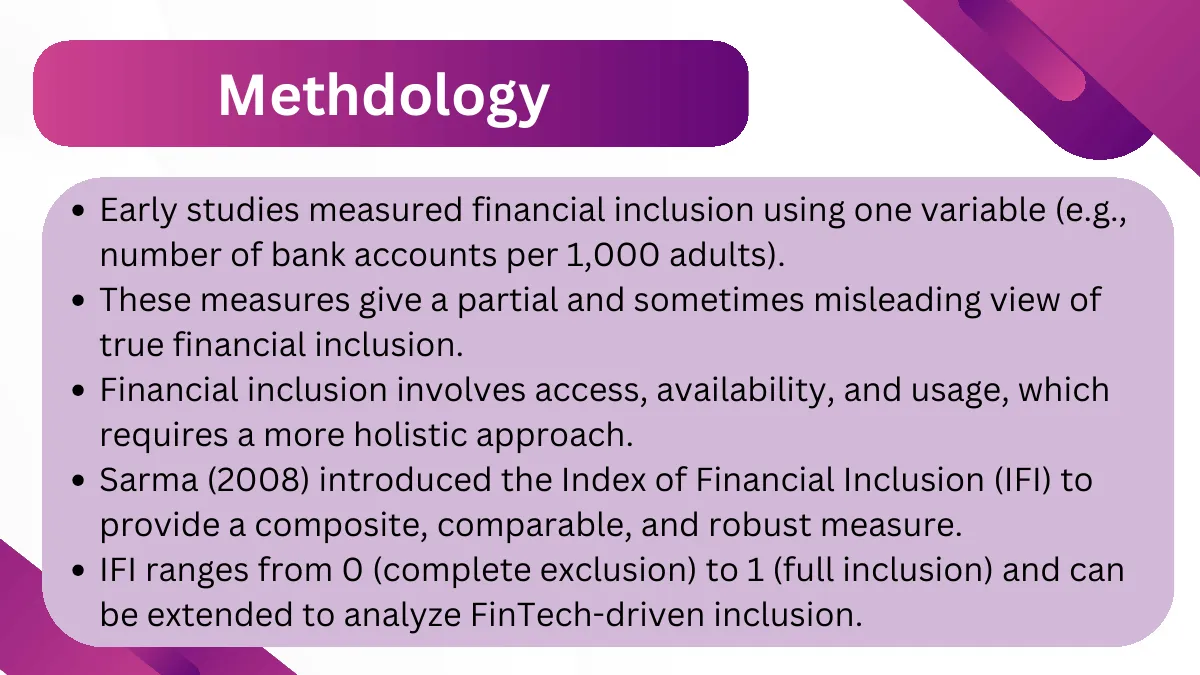 Methdology
• Early studies measured financial inclusion using one variable (e.g.,
number of bank accounts per 1,000 adults).
• These measures give a partial and sometimes misleading view of
true financial inclusion.
• Financial inclusion involves access, availability, and usage, which
requires a more holistic approach.
• Sarma (2008) introduced the Index of Financial Inclusion (IFI) to
provide a composite, comparable, and robust measure.
• IFI ranges from 0 (complete exclusion) to 1 (full inclusion) and can
be extended to analyze FinTech-driven inclusion.